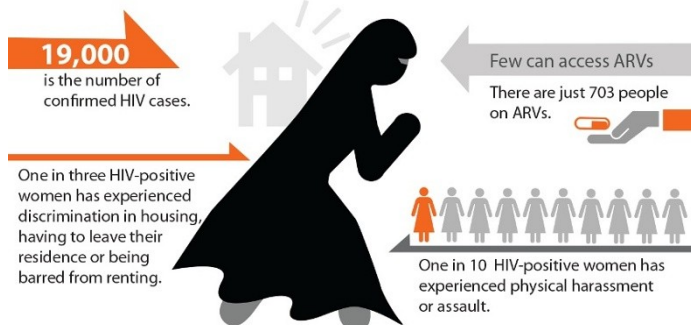 19,000
is the number of
confirmed HIV cases.
One in three HIV-positive
women has experienced
discrimination in housing,
having to leave their
residence or being
barred from renting.
Few can access ARVs
There are just 703 people
on ARVs.
One in 10 HIV-positive women has
experienced physical harassment
or assault.